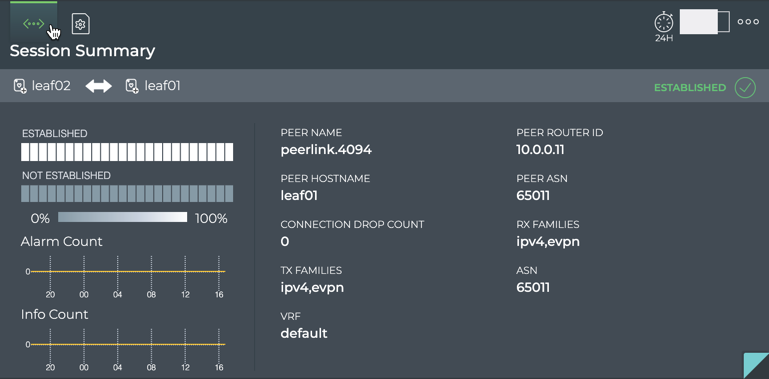 24H
Session Summary
leaf02 leaf01 ESTABLISHED
ESTABLISHED
NOT ESTABLISHED
0% 100%
Alarm Count
0
20 00 04 08 12 16
Info Count
0
20 00 04 08 12 16
PEER NAME
peerlink.4094
PEER HOSTNAME
leaf01
CONNECTION DROP COUNT
0
TX FAMILIES
ipv4,evpn
VRF
default
PEER ROUTER ID
10.0.0.11
PEER ASN
65011
RX FAMILIES
ipv4,evpn
ASN
65011